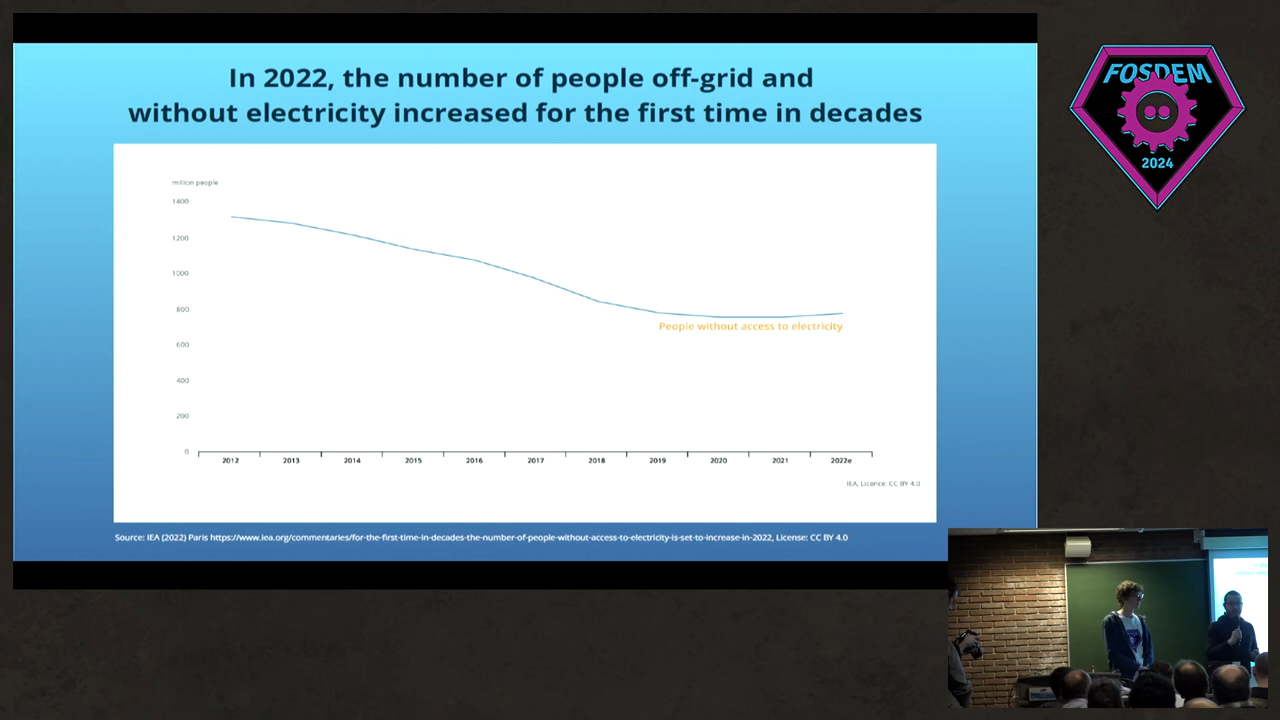 In 2022, the number of people off-grid and
without electricity increased for the first time in decades
million people
1400
1200
1000
800
600
400
200
0
People without access to electricity
2012 2013 2014 2015 2016 2017 2018 2019 2020 2021 2022e
IEA, Licence: CC BY 4.0
Source: IEA (2022) Paris https://www.iea.org/commentaries/for-the-first-time-in-decades-the-number-of-people-without-access-to-electricity-is-set-to-increase-in-2022, License: CC BY 4.0
FOSDEM
2024